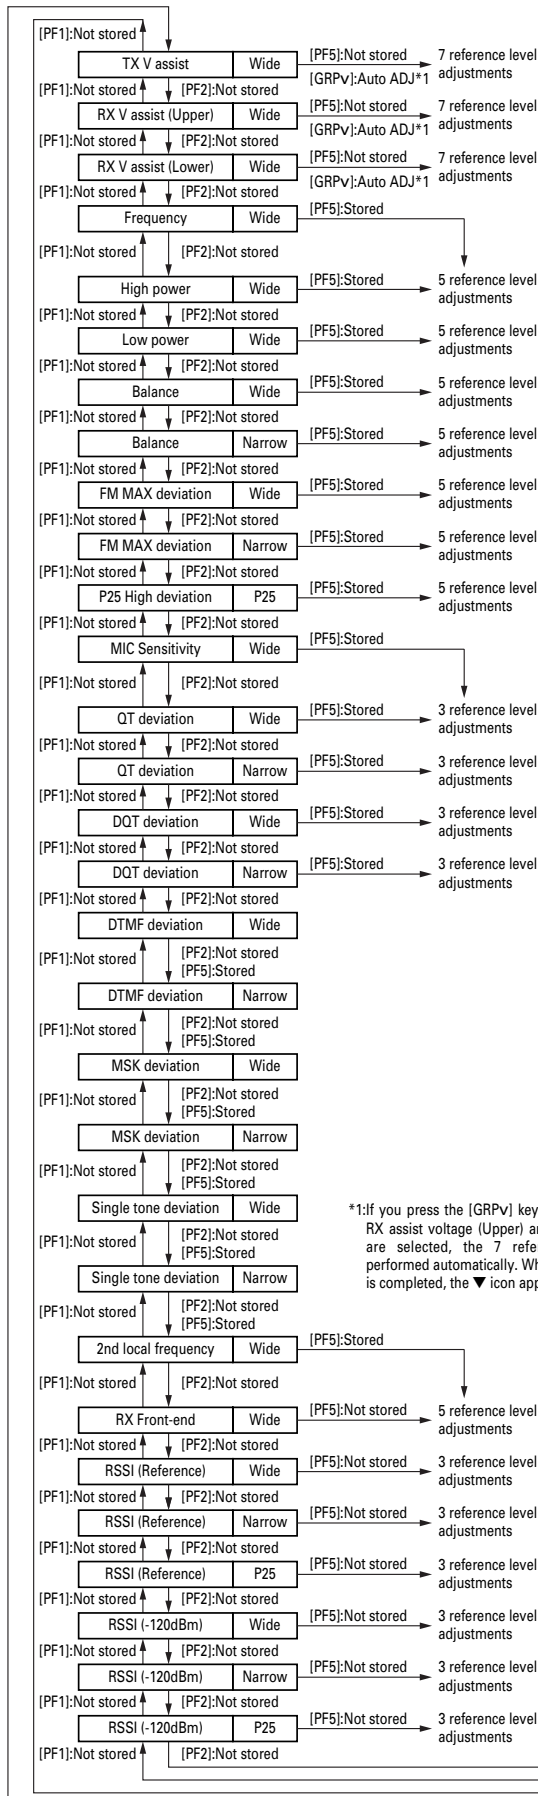 [PF1]:Not stored
TX V assist Wide [PF5]:Not stored 7 reference level
[GRP∨]:Auto ADJ*1 adjustments
[PF1]:Not stored [PF2]:Not stored
RX V assist (Upper) Wide [PF5]:Not stored 7 reference level
[GRP∨]:Auto ADJ*1 adjustments
[PF1]:Not stored [PF2]:Not stored
RX V assist (Lower) Wide [PF5]:Not stored 7 reference level
[GRP∨]:Auto ADJ*1 adjustments
[PF1]:Not stored [PF2]:Not stored
Frequency Wide [PF5]:Stored
[PF1]:Not stored [PF2]:Not stored
High power Wide [PF5]:Stored 5 reference level
adjustments
[PF1]:Not stored [PF2]:Not stored
Low power Wide [PF5]:Stored 5 reference level
adjustments
[PF1]:Not stored [PF2]:Not stored
Balance Wide [PF5]:Stored 5 reference level
adjustments
[PF1]:Not stored [PF2]:Not stored
Balance Narrow [PF5]:Stored 5 reference level
adjustments
[PF1]:Not stored [PF2]:Not stored
FM MAX deviation Wide [PF5]:Stored 5 reference level
adjustments
[PF1]:Not stored [PF2]:Not stored
FM MAX deviation Narrow [PF5]:Stored 5 reference level
adjustments
[PF1]:Not stored [PF2]:Not stored
P25 High deviation P25 [PF5]:Stored 5 reference level
adjustments
[PF1]:Not stored [PF2]:Not stored
MIC Sensitivity Wide [PF5]:Stored
[PF1]:Not stored [PF2]:Not stored
QT deviation Wide [PF5]:Stored 3 reference level
adjustments
[PF1]:Not stored [PF2]:Not stored
QT deviation Narrow [PF5]:Stored 3 reference level
adjustments
[PF1]:Not stored [PF2]:Not stored
DQT deviation Wide [PF5]:Stored 3 reference level
adjustments
[PF1]:Not stored [PF2]:Not stored
DQT deviation Narrow [PF5]:Stored 3 reference level
adjustments
[PF1]:Not stored [PF2]:Not stored
DTMF deviation Wide
[PF1]:Not stored [PF2]:Not stored
[PF5]:Stored
DTMF deviation Narrow
[PF1]:Not stored [PF2]:Not stored
[PF5]:Stored
MSK deviation Wide
[PF1]:Not stored [PF2]:Not stored
[PF5]:Stored
MSK deviation Narrow
[PF1]:Not stored [PF2]:Not stored
[PF5]:Stored
Single tone deviation Wide
[PF1]:Not stored [PF2]:Not stored
[PF5]:Stored
Single tone deviation Narrow
[PF1]:Not stored [PF2]:Not stored
[PF5]:Stored
*1:If you press the [GRP∨] key
RX assist voltage (Upper)
are selected, the 7
performed automatically.
is completed, the ▼ icon
2nd local frequency Wide [PF5]:Stored
[PF1]:Not stored [PF2]:Not stored
RX Front-end Wide [PF5]:Not stored 5 reference level
adjustments
[PF1]:Not stored [PF2]:Not stored
RSSI (Reference) Wide [PF5]:Not stored 3 reference level
adjustments
[PF1]:Not stored [PF2]:Not stored
RSSI (Reference) Narrow [PF5]:Not stored 3 reference level
adjustments
[PF1]:Not stored [PF2]:Not stored
RSSI (Reference) P25 [PF5]:Not stored 3 reference level
adjustments
[PF1]:Not stored [PF2]:Not stored
RSSI (-120dBm) Wide [PF5]:Not stored 3 reference level
adjustments
[PF1]:Not stored [PF2]:Not stored
RSSI (-120dBm) Narrow [PF5]:Not stored 3 reference level
adjustments
[PF1]:Not stored [PF2]:Not stored
RSSI (-120dBm) P25 [PF5]:Not stored 3 reference level
adjustments
[PF1]:Not stored [PF2]:Not stored